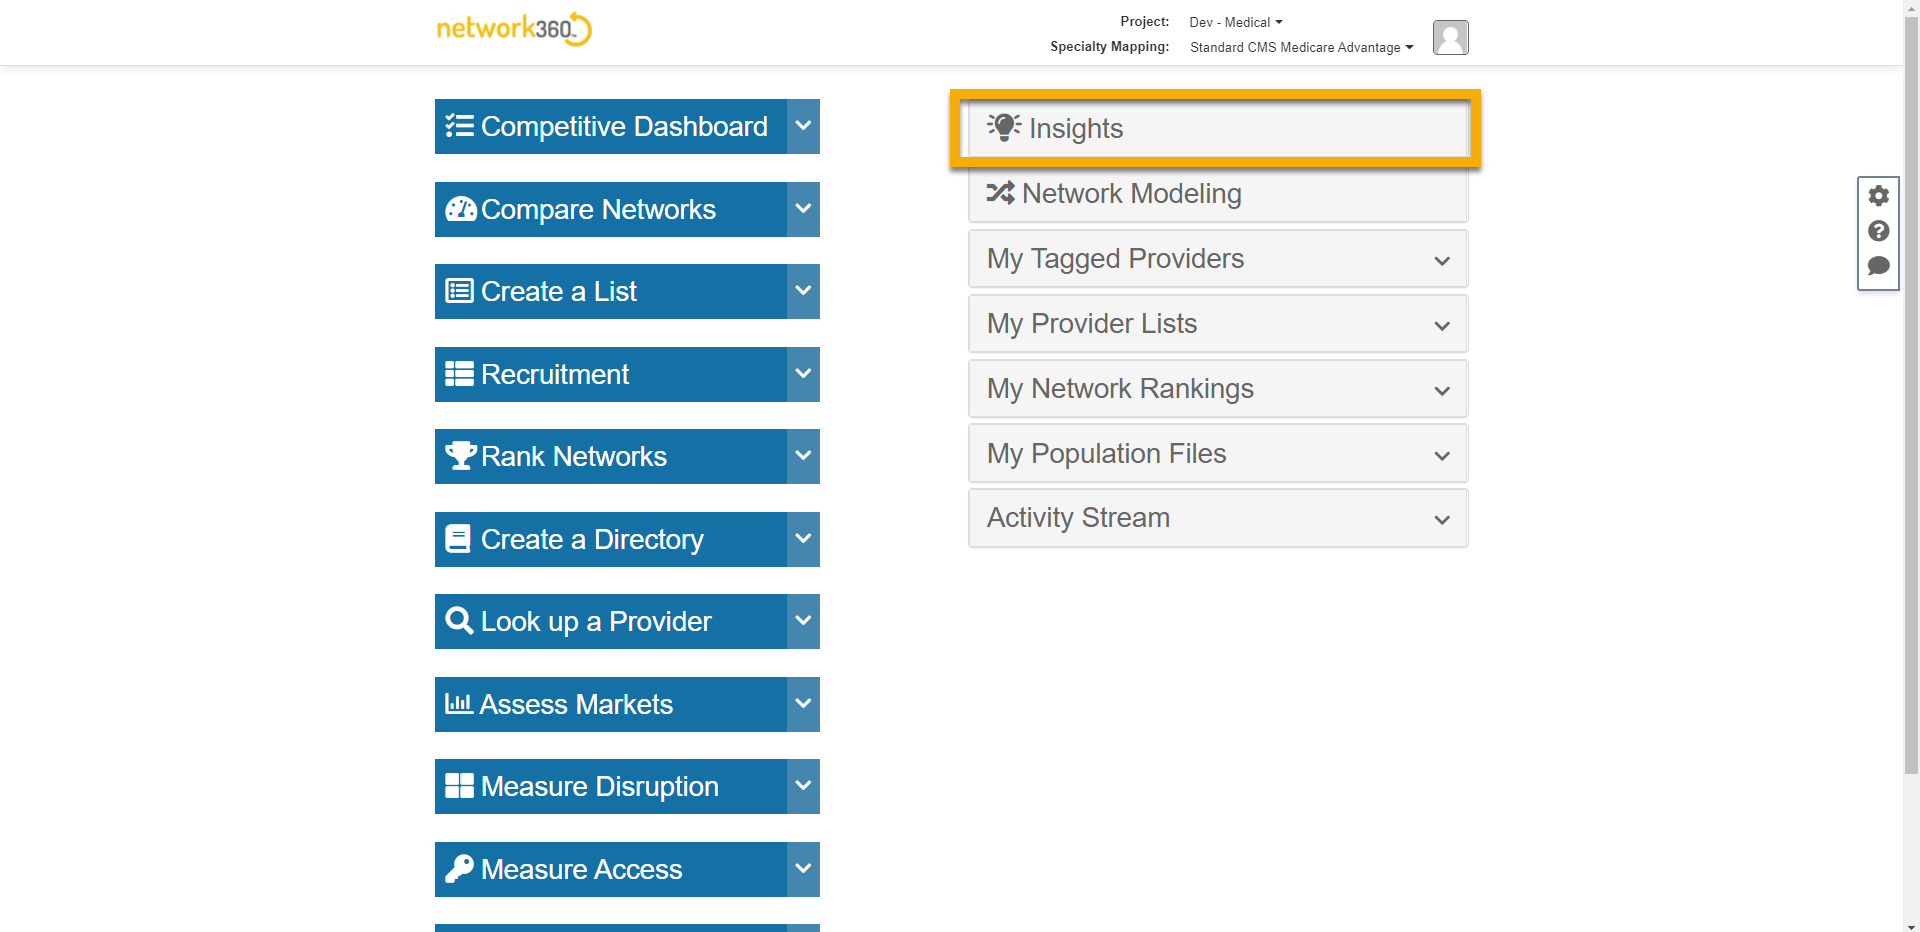 network360
Project: Dev - Medical
Specialty Mapping: Standard CMS Medicare Advantage
Competitive Dashboard
Compare Networks
Create a List
Recruitment
Rank Networks
Create a Directory
Look up a Provider
Assess Markets
Measure Disruption
Measure Access
Insights
Network Modeling
My Tagged Providers
My Provider Lists
My Network Rankings
My Population Files
Activity Stream